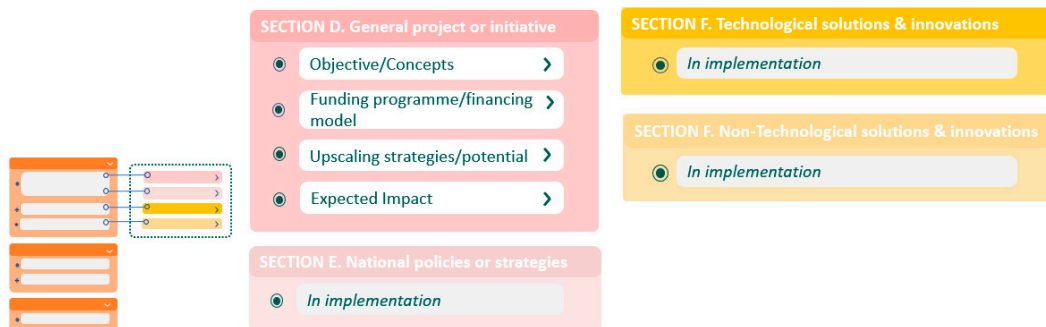 SECTION D. General project or initiative
Objective/Concepts
Funding programme/financing
model
Upscaling strategies/potential
Expected Impact
SECTION E. National policies or strategies
In implementation
SECTION F. Technological solutions & innovations
In implementation
SECTION F. Non-Technological solutions & innovations
In implementation